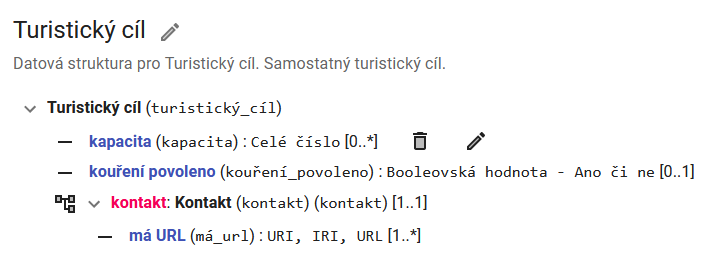 Turistický cíl
Datová struktura pro Turistický cíl. Samostatný turistický cíl.
Turistický cíl (turistický_cíl)
kapacita (kapacita) : Celé číslo [0..*]
kouření povoleno (kouření_povoleno) : Booleovská hodnota - Ano či ne [0..1]
kontakt: Kontakt (kontakt) (kontakt) [1..1]
má URL (má_url) : URI, IRI, URL [1..*]